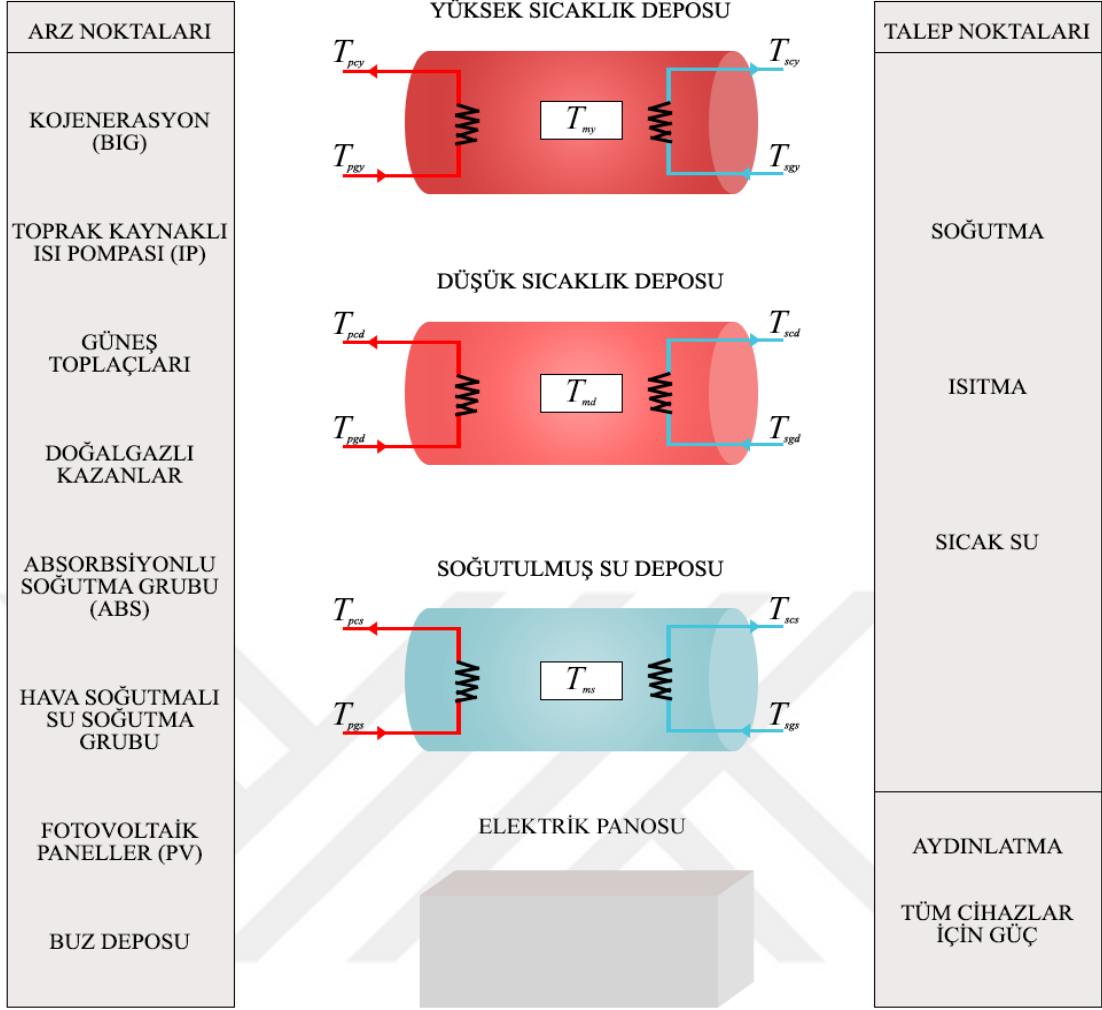 ARZ NOKTALARI
KOJENERASYON
(BIG)
TOPRAK KAYNAKLI
ISI POMPASI (IP)
GÜNEŞ
TOPLAÇLARI
DOĞALGAZLI
KAZANLAR
ABSORBSİYONLU
SOĞUTMA GRUBU
(ABS)
HAVA SOĞUTMALI
SU SOĞUTMA
GRUBU
FOTOVOLTAİK
PANELLER (PV)
BUZ DEPOSU
YÜKSEK SICAKLIK DEPOSU
T_pcy
T_scy
T_my
T_pgy
T_sgy
DÜŞÜK SICAKLIK DEPOSU
T_pcd
T_scd
T_md
T_pgd
T_sgd
SOĞUTULMUŞ SU DEPOSU
T_pcs
T_scs
T_ms
T_pgs
T_sgs
ELEKTRİK PANOSU
TALEP NOKTALARI
SOĞUTMA
ISITMA
SICAK SU
AYDINLATMA
TÜM CİHAZLAR
İÇİN GÜÇ